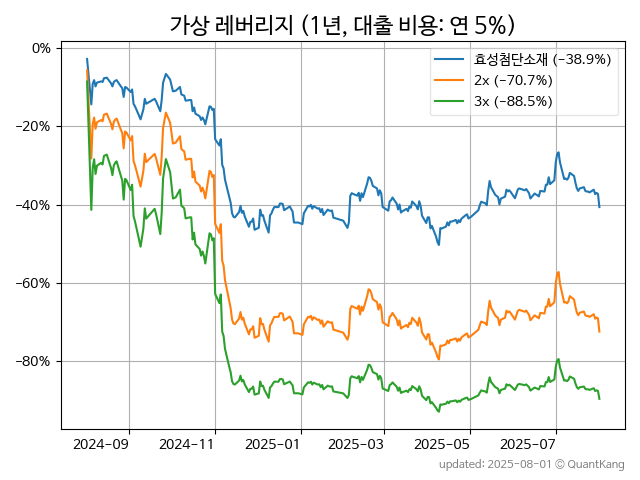 가상 레버리지 (1년, 대출 비용: 연 5%)
효성첨단소재 (−38.9%)
2x (−70.7%)
3x (−88.5%)
0%
−20%
−40%
−60%
−80%
2024−09 2024−11 2025−01 2025−03 2025−05 2025−07
updated: 2025-08-01 © QuantKang